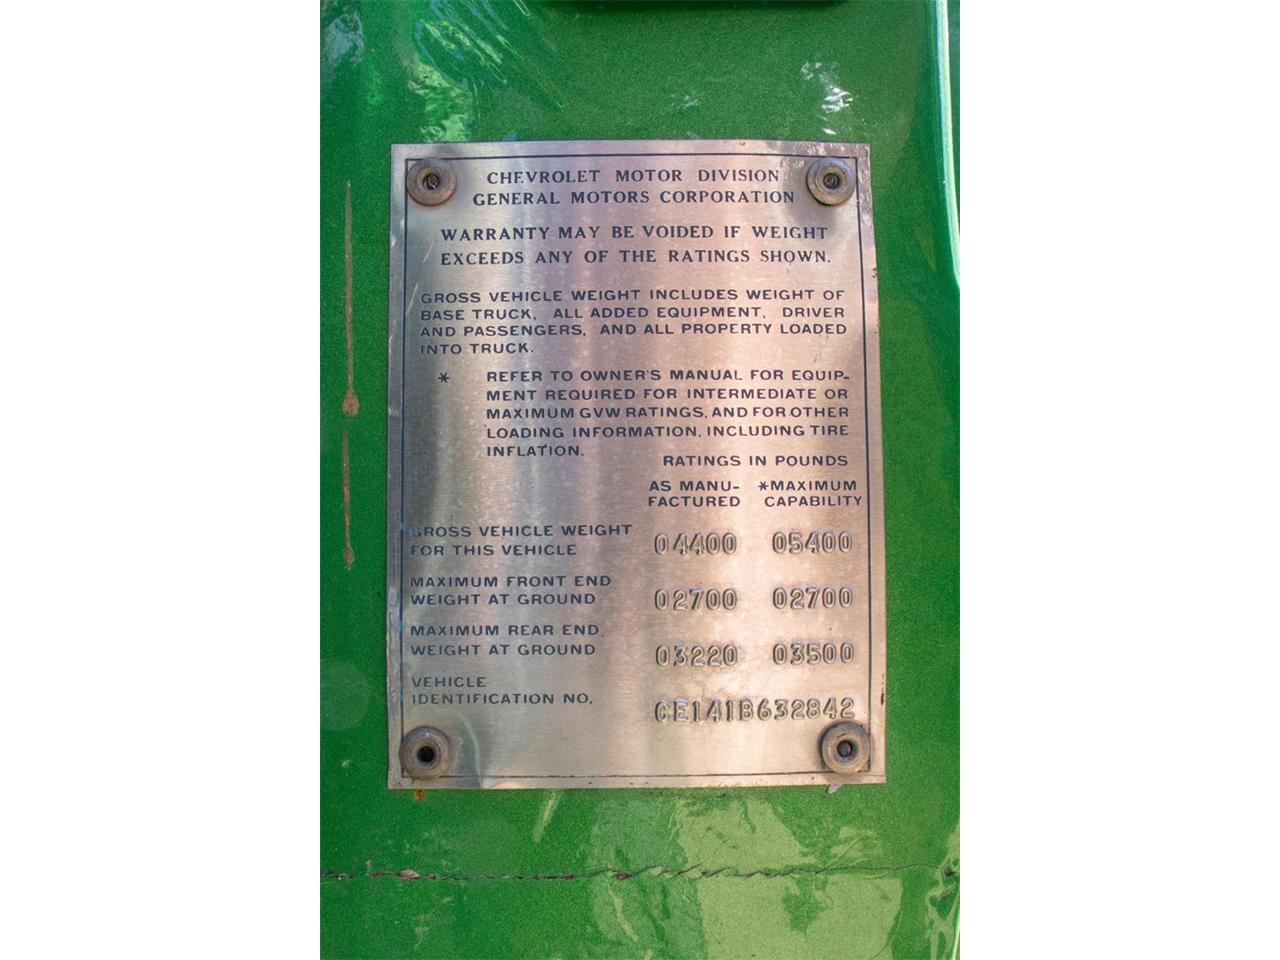 CHEVROLET MOTOR DIVISION
GENERAL MOTORS CORPORATION
WARRANTY MAY BE VOIDED IF WEIGHT
EXCEEDS ANY OF THE RATINGS SHOWN.
GROSS VEHICLE WEIGHT INCLUDES WEIGHT OF
BASE TRUCK, ALL ADDED EQUIPMENT, DRIVER
AND PASSENGERS, AND ALL PROPERTY LOADED
INTO TRUCK.
* REFER TO OWNER'S MANUAL FOR EQUIP-
MENT REQUIRED FOR INTERMEDIATE OR
MAXIMUM GVW RATINGS, AND FOR OTHER
LOADING INFORMATION, INCLUDING TIRE
INFLATION.
RATINGS IN POUNDS
AS MANU- *MAXIMUM
FACTURED CAPABILITY
GROSS VEHICLE WEIGHT
FOR THIS VEHICLE 04400 05400
MAXIMUM FRONT END
WEIGHT AT GROUND 02700 02700
MAXIMUM REAR END
WEIGHT AT GROUND 03220 03500
VEHICLE
IDENTIFICATION NO. CE141B632842